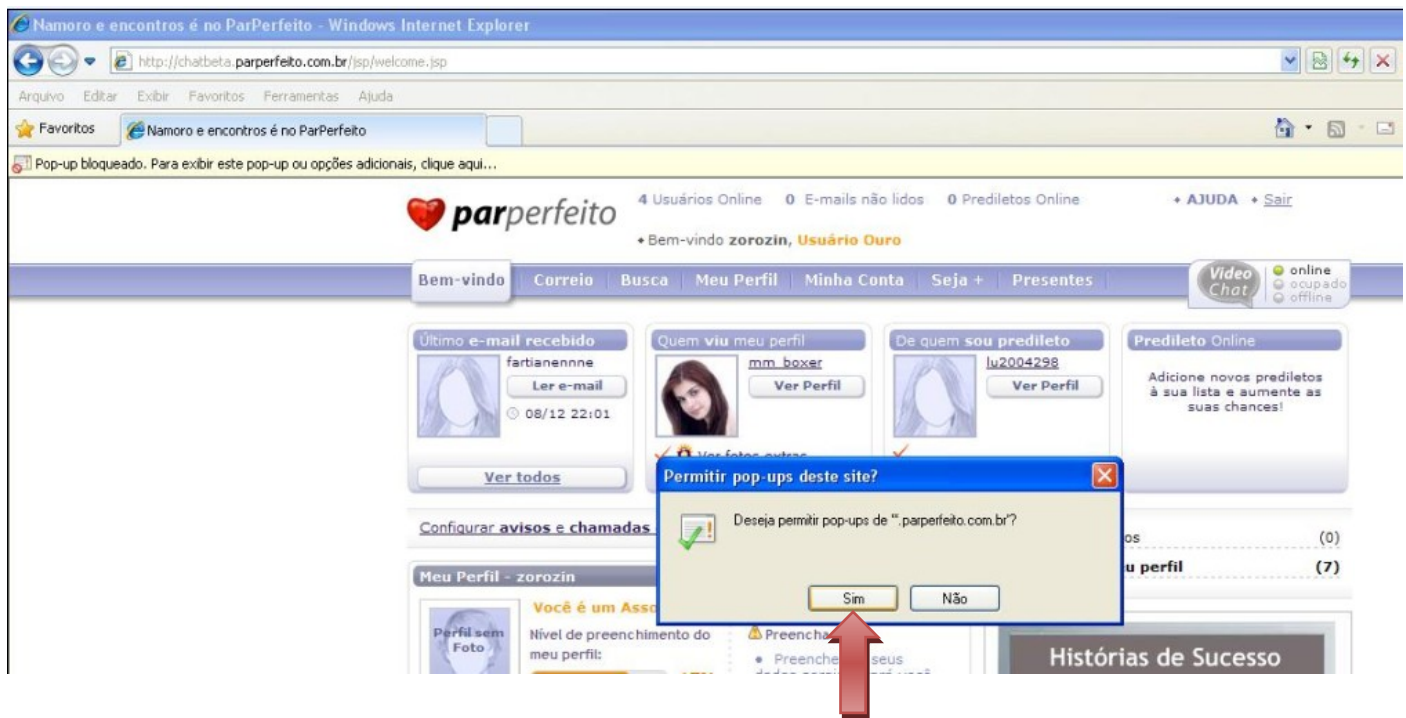 Namoro e encontros é no ParPerfeito - Windows Internet Explorer
http://chatbeta.parperfeito.com.br/jsp/welcome.jsp
Arquivo Editar Exibir Favoritos Ferramentas Ajuda
Favoritos Namoro e encontros é no ParPerfeito
Pop-up bloqueado. Para exibir este pop-up ou opções adicionais, clique aqui...
parperfeito
4 Usuários Online 0 E-mails não lidos 0 Prediletos Online AJUDA Sair
Bem-vindo zorozin, Usuário Ouro
Bem-vindo Correio Busca Meu Perfil Minha Conta Seja + Presentes
Video Chat
online
ocupado
offline
Último e-mail recebido
fartianennne
Ler e-mail
08/12 22:01
Ver todos
Quem viu meu perfil
mm_boxer
Ver Perfil
Ver fotos extras
De quem sou predileto
lu2004298
Ver Perfil
Predileto Online
Adicione novos prediletos
à sua lista e aumente as
suas chances!
Permitir pop-ups deste site?
Deseja permitir pop-ups de "*.parperfeito.com.br'?
Sim Não
Configurar avisos e chamadas
os (0)
u perfil (7)
Meu Perfil - zorozin
Perfil sem
Foto
Você é um Asso
Nível de preenchimento do
meu perfil:
Preencha
Preencher seus
Histórias de Sucesso